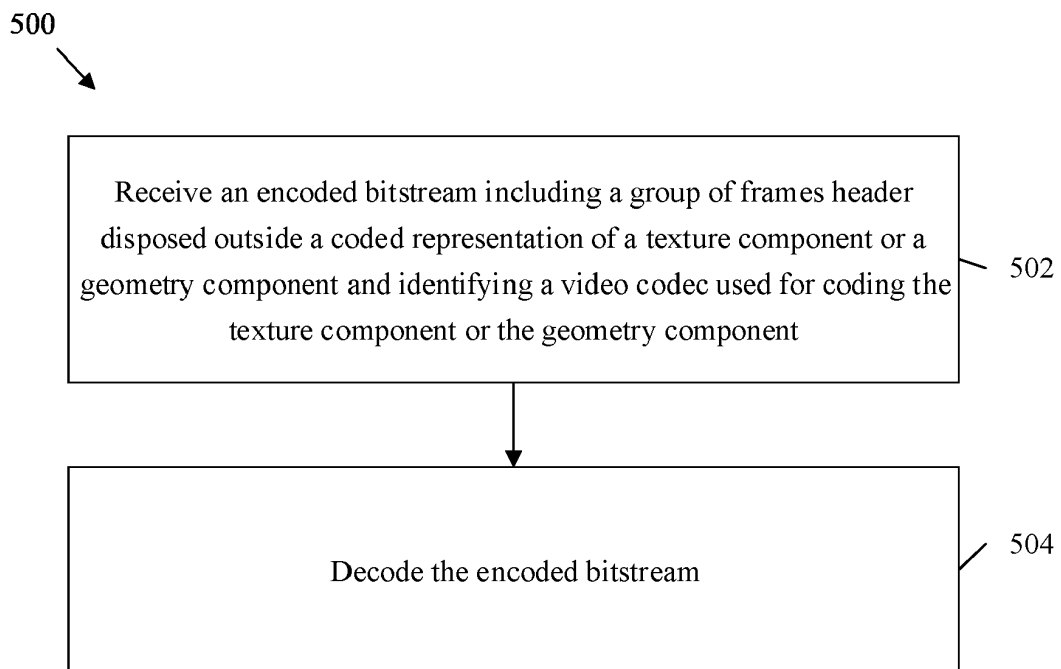 500
Receive an encoded bitstream including a group of frames header
disposed outside a coded representation of a texture component or a
geometry component and identifying a video codec used for coding the
texture component or the geometry component
502
Decode the encoded bitstream
504